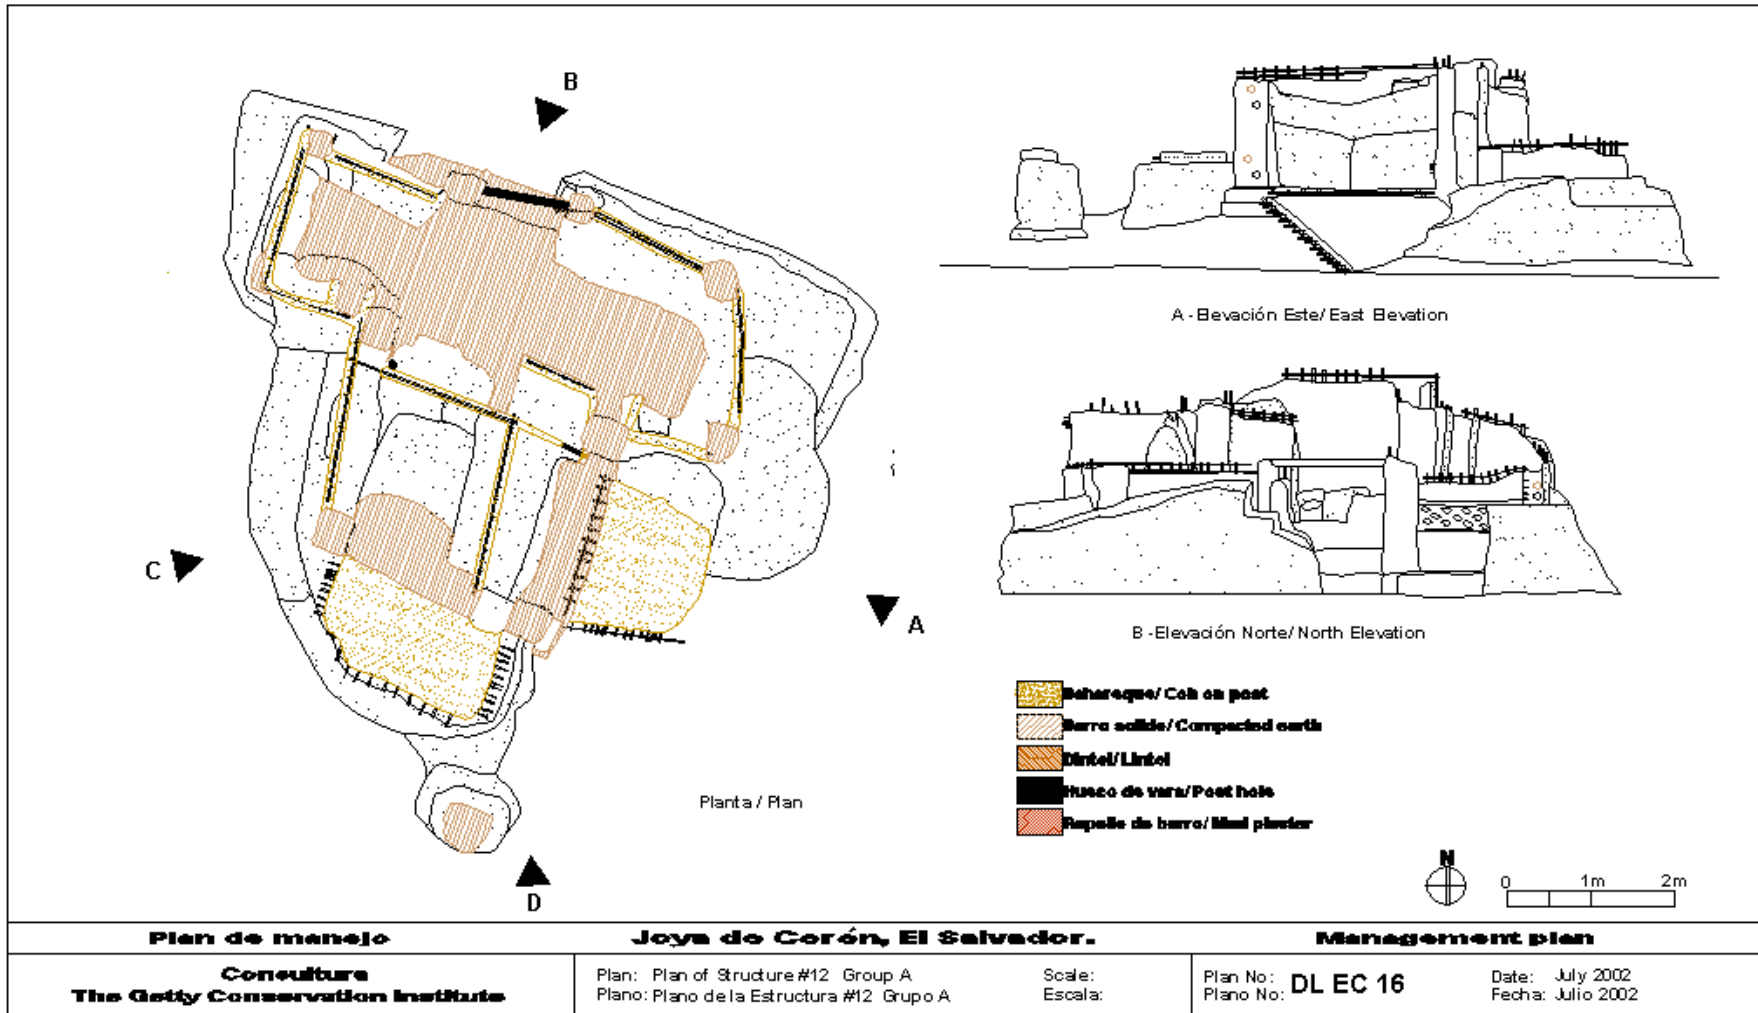 B
C
A
D
Planta / Plan
A - Elevación Este/ East Elevation
B - Elevación Norte/ North Elevation
Bahareque/ Cob on post
Barro solido/ Compacted earth
Dintel/ Lintel
Hueco de vara/ Post hole
Repello de barro/ Mud plaster
N
0 1m 2m
Plan de manejo Joya de Cerén, El Salvador. Management plan
Conculture
The Getty Conservation Institute
Plan: Plan of Structure #12 Group A Scale:
Plano: Plano de la Estructura #12 Grupo A Escala:
Plan No: DL EC 16 Date: July 2002
Plano No: Fecha: Julio 2002